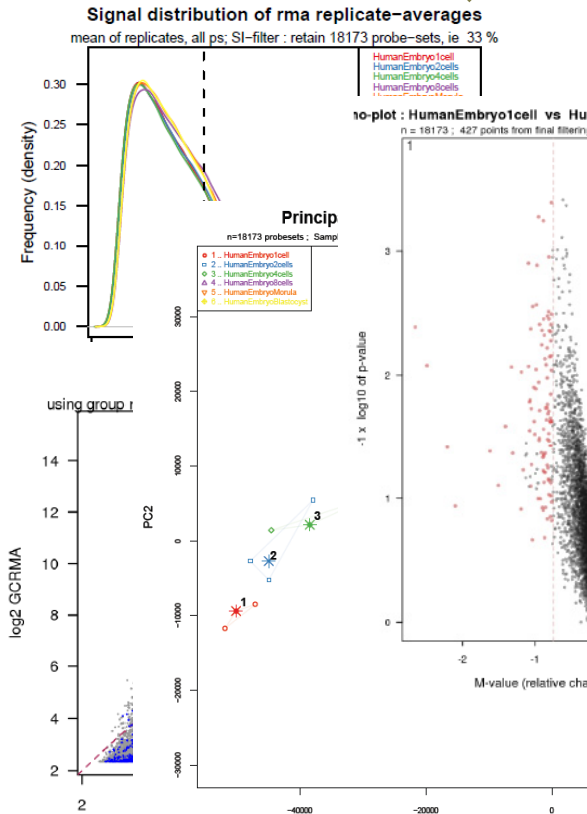 Signal distribution of rma replicate−averages
mean of replicates, all ps; SI−filter : retain 18173 probe−sets, ie 33 %
HumanEmbryo1cell
HumanEmbryo2cells
HumanEmbryo4cells
HumanEmbryo8cells
Frequency (density)
0.30
0.25
0.20
0.15
0.10
0.05
0.00
no−plot : HumanEmbryo1cell vs Hu
n = 18173 ; 427 points from final filtering
1
-1 x log10 of p-value
3
2
1
0
-2
-1
M-value (relative cha
Principa
n=18173 probesets ; Sampl
1 .. HumanEmbryo1cell
2 .. HumanEmbryo2cells
3 .. HumanEmbryo4cells
4 .. HumanEmbryo8cells
5 .. HumanEmbryoMorula
6 .. HumanEmbryoBlastocyst
PC2
30000
20000
10000
0
−10000
−20000
−30000
3
2
1
−40000
−20000
0
using group
log2 GCRMA
14
12
10
8
6
4
2
2